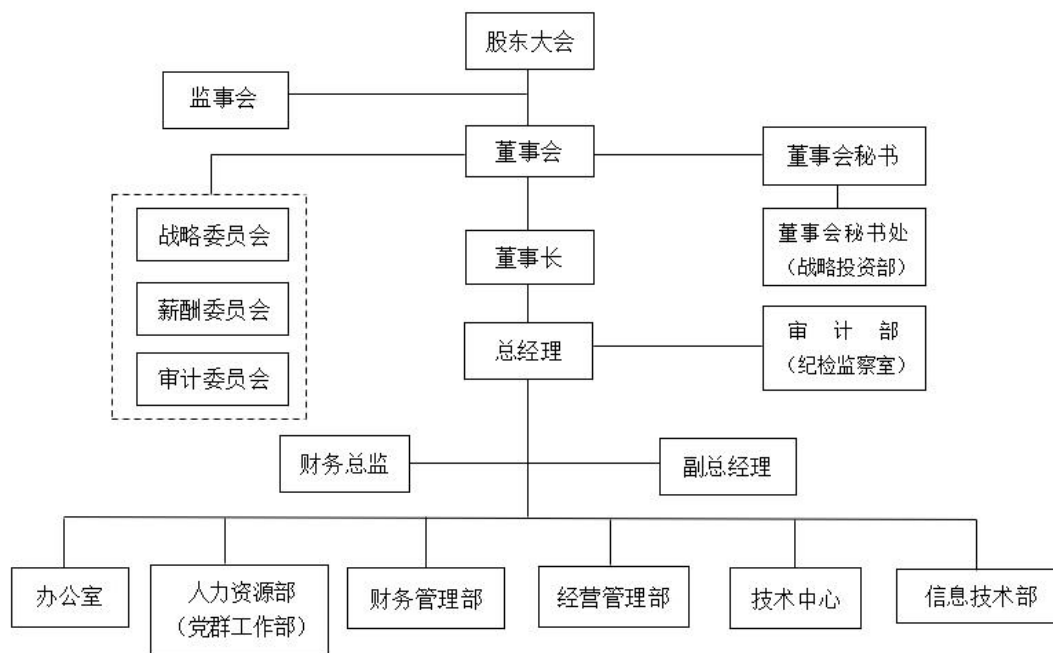 股东大会
监事会
董事会
董事会秘书
战略委员会
薪酬委员会
审计委员会
董事长
董事会秘书处
（战略投资部）
总经理
审计部
（纪检监察室）
财务总监
副总经理
办公室
人力资源部
（党群工作部）
财务管理部
经营管理部
技术中心
信息技术部